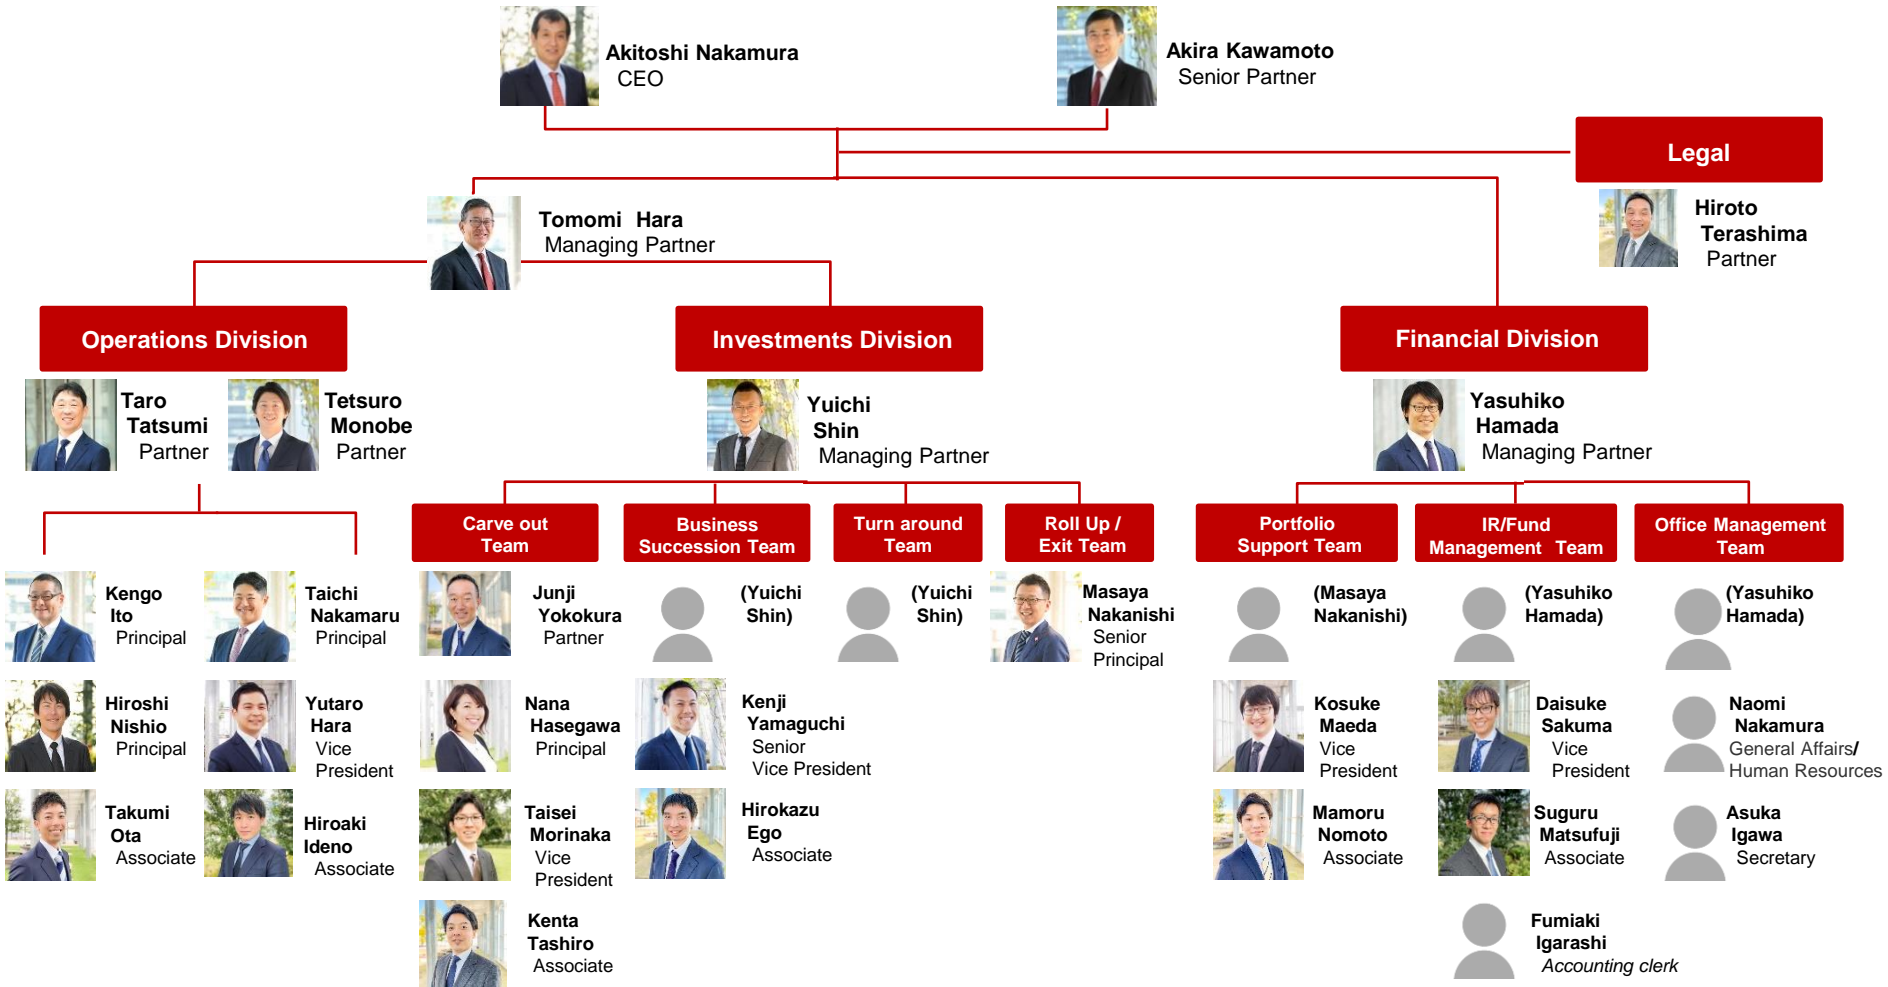 Akitoshi Nakamura
CEO
Akira Kawamoto
Senior Partner
Legal
Hiroto
Terashima
Partner
Tomomi Hara
Managing Partner
Operations Division
Investments Division
Financial Division
Taro
Tatsumi
Partner
Tetsuro
Monobe
Partner
Yuichi
Shin
Managing Partner
Yasuhiko
Hamada
Managing Partner
Carve out
Team
Business
Succession Team
Turn around
Team
Roll Up /
Exit Team
Portfolio
Support Team
IR/Fund
Management Team
Office Management
Team
Kengo
Ito
Principal
Taichi
Nakamaru
Principal
Junji
Yokokura
Partner
(Yuichi
Shin)
(Yuichi
Shin)
Masaya
Nakanishi
Senior
Principal
(Masaya
Nakanishi)
(Yasuhiko
Hamada)
(Yasuhiko
Hamada)
Hiroshi
Nishio
Principal
Yutaro
Hara
Vice
President
Nana
Hasegawa
Principal
Kenji
Yamaguchi
Senior
Vice President
Kosuke
Maeda
Vice
President
Daisuke
Sakuma
Vice
President
Naomi
Nakamura
General Affairs/
Human Resources
Takumi
Ota
Associate
Hiroaki
Ideno
Associate
Taisei
Morinaka
Vice
President
Hirokazu
Ego
Associate
Mamoru
Nomoto
Associate
Suguru
Matsufuji
Associate
Asuka
Igawa
Secretary
Kenta
Tashiro
Associate
Fumiaki
Igarashi
Accounting clerk